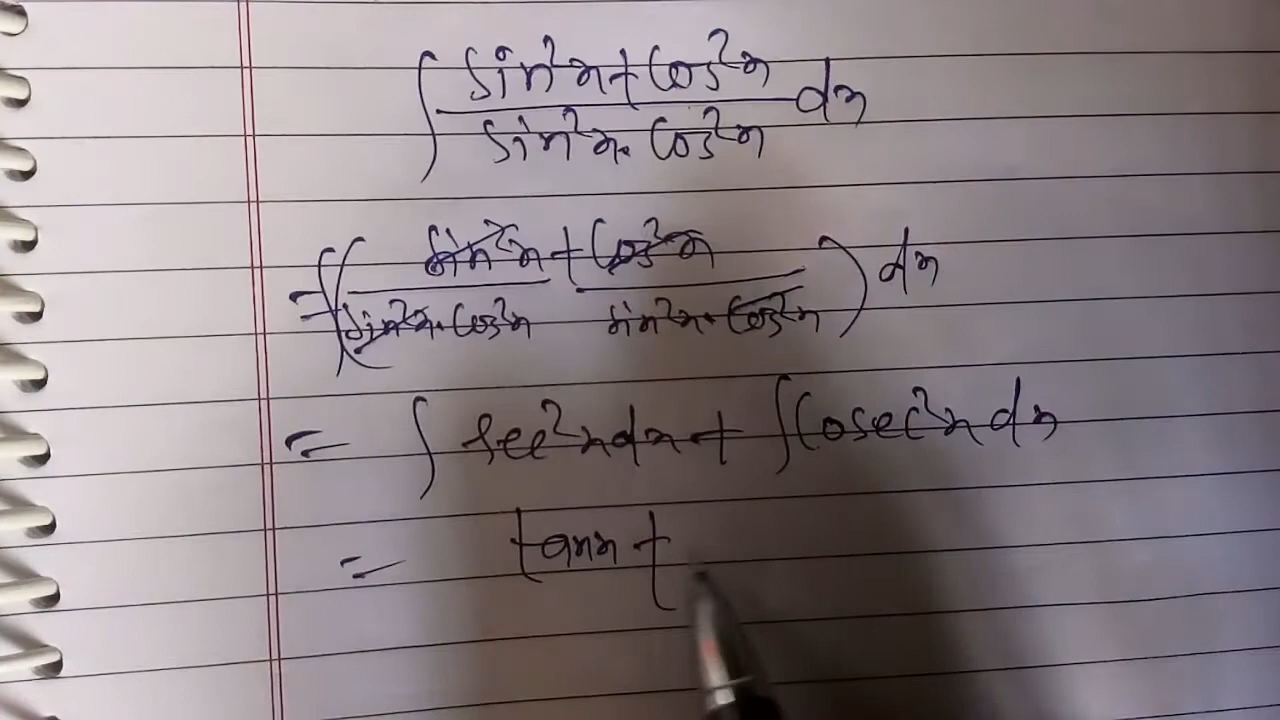 ∫ (sin²x + cos²x)/(sin²x · cos²x) dx
= ∫(sin²x/(sin²x · cos²x) + cos²x/(sin²x · cos²x)) dx
= ∫ sec²x dx + ∫ cosec²x dx
= tanx +